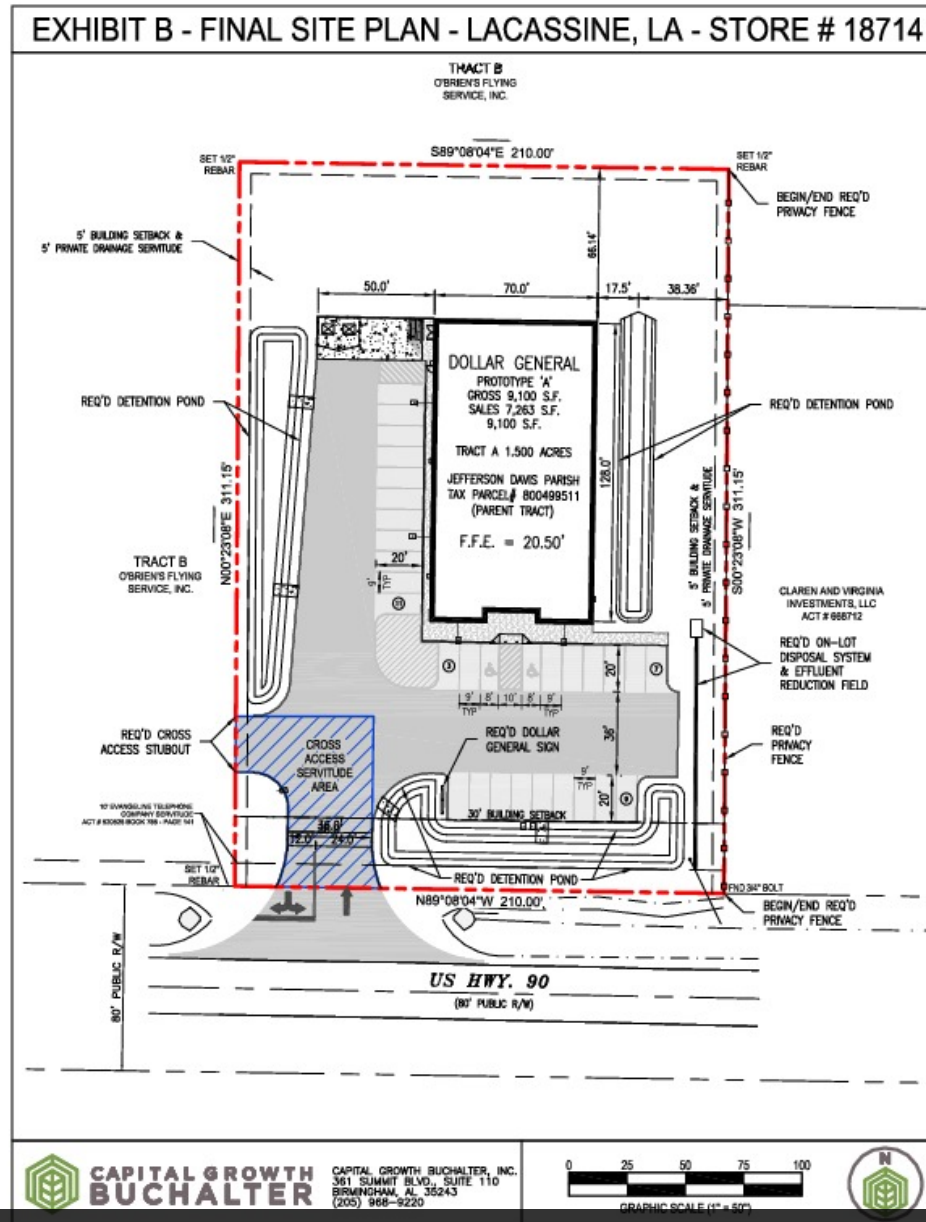 EXHIBIT B - FINAL SITE PLAN - LACASSINE, LA - STORE # 18714
TRACT B
O'BRIEN'S FLYING
SERVICE, INC.
S89°08'04"E 210.00'
SET 1/2"
REBAR
SET 1/2"
REBAR
BEGIN/END REQ'D
PRIVACY FENCE
5' BUILDING SETBACK &
5' PRIVATE DRAINAGE SERVITUDE
66.14'
50.0'
70.0'
17.5'
38.36'
DOLLAR GENERAL
PROTOTYPE 'A'
GROSS 9,100 S.F.
SALES 7,263 S.F.
9,100 S.F.
TRACT A 1.500 ACRES
JEFFERSON DAVIS PARISH
TAX PARCEL# 800499511
(PARENT TRACT)
F.F.E. = 20.50'
REQ'D DETENTION POND
REQ'D DETENTION POND
128.0'
N00°23'08"E 311.15'
5' BUILDING SETBACK &
5' PRIVATE DRAINAGE SERVITUDE
S00°23'08"W 311.15'
TRACT B
O'BRIEN'S FLYING
SERVICE, INC.
20'
9'
TYP
11
CLAREN AND VIRGINIA
INVESTMENTS, LLC
ACT # 668712
REQ'D ON-LOT
DISPOSAL SYSTEM
& EFFLUENT
REDUCTION FIELD
3
7
20'
9'
8'
10'
8'
9'
TYP
TYP
36'
REQ'D CROSS
ACCESS STUBOUT
CROSS
ACCESS
SERVITUDE
AREA
REQ'D DOLLAR
GENERAL SIGN
REQ'D
PRIVACY
FENCE
9'
TYP
20'
9
10' EVANGELINE TELEPHONE
COMPANY SERVITUDE
30' BUILDING SETBACK
12.0'
24.0'
SET 1/2"
REBAR
REQ'D DETENTION POND
FND 3/4" BOLT
N89°08'04"W 210.00'
BEGIN/END REQ'D
PRIVACY FENCE
80' PUBLIC R/W
US HWY. 90
(80' PUBLIC R/W)
CAPITAL GROWTH
BUCHALTER
CAPITAL GROWTH BUCHALTER, INC.
361 SUMMIT BLVD., SUITE 110
BIRMINGHAM, AL 35243
(205) 968-9220
0 25 50 75 100
GRAPHIC SCALE (1" = 50')
N